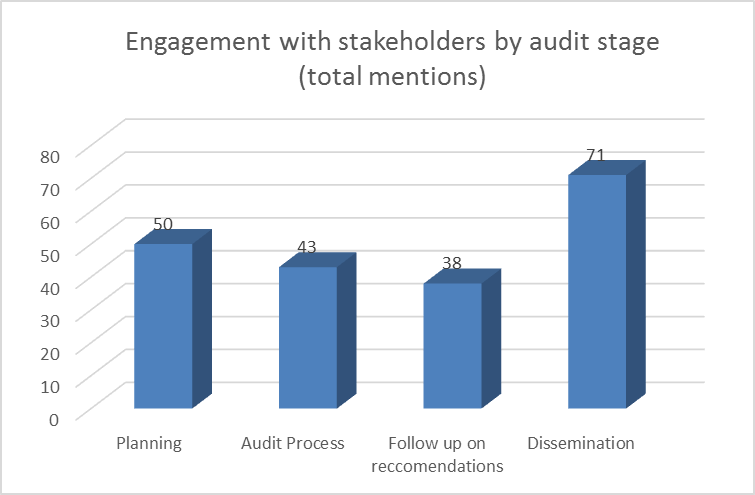 Engagement with stakeholders by audit stage
(total mentions)
80
70
60
50
40
30
20
10
0
50
43
38
71
Planning
Audit Process
Follow up on
reccomendations
Dissemination